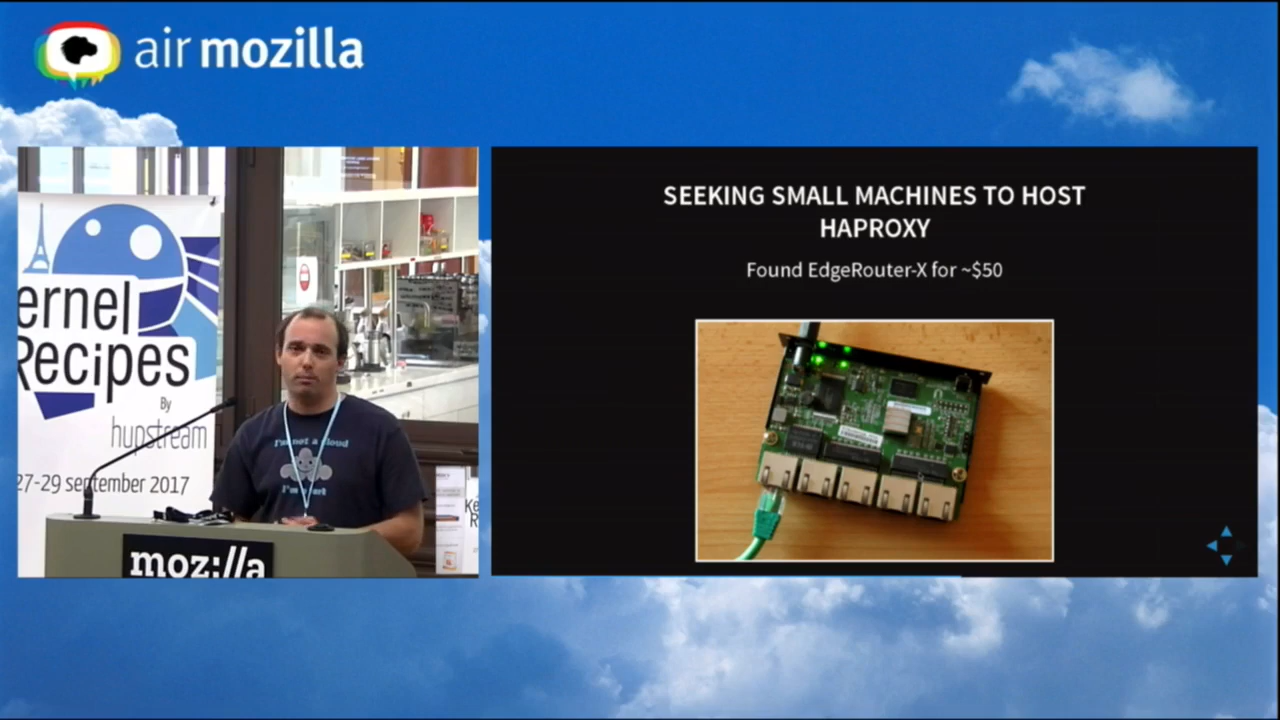 air mozilla
SEEKING SMALL MACHINES TO HOST
HAPROXY
Found EdgeRouter-X for ~$50
ernel
Recipes
By
hupstream
27-29 september 2017
I'm not a cloud
moz://a